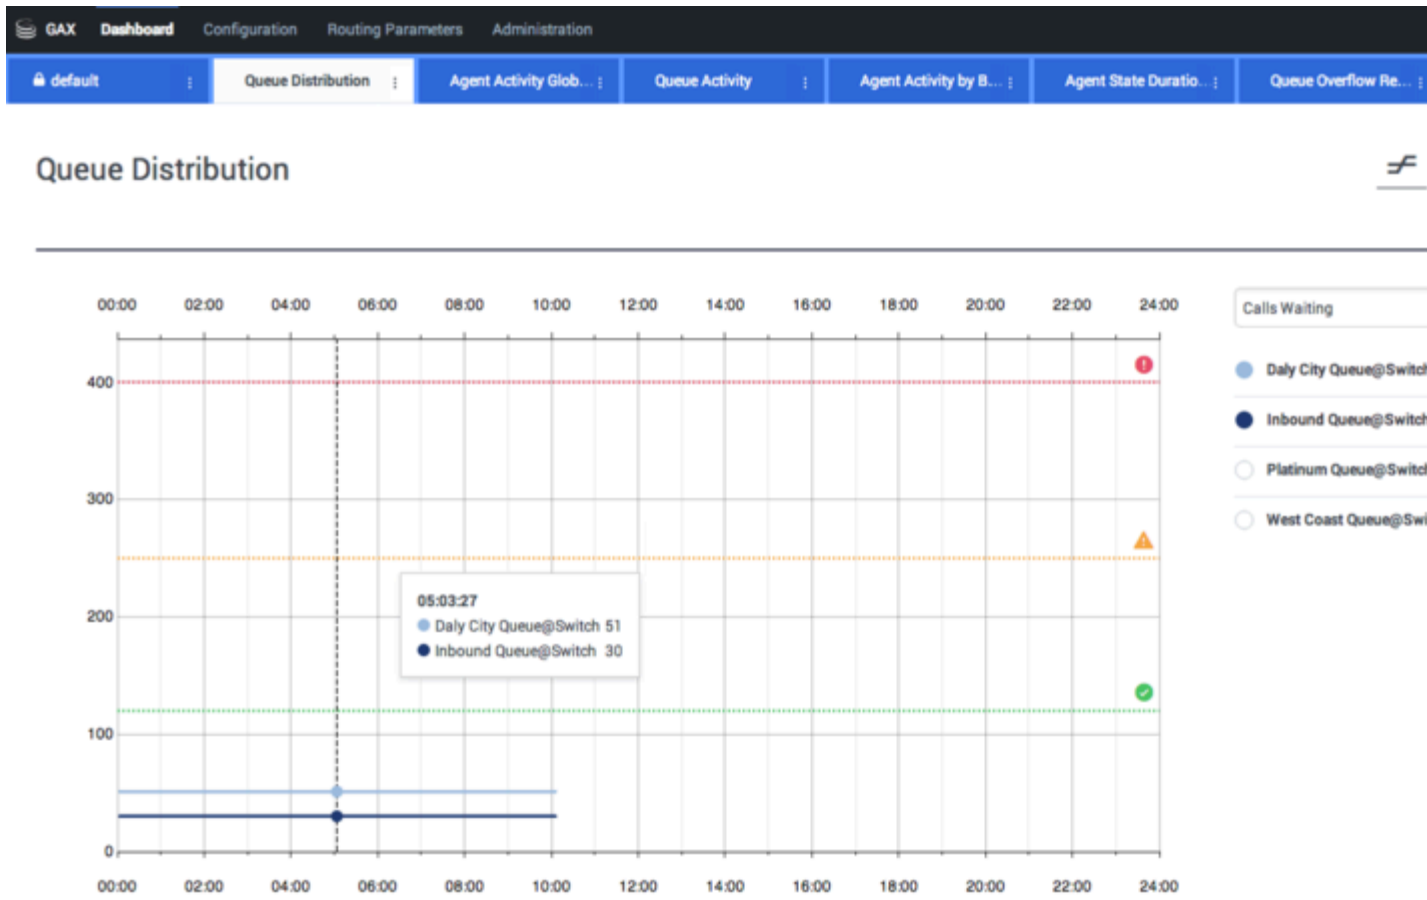 GAX Dashboard Configuration Routing Parameters Administration
default Queue Distribution Agent Activity Glob... Queue Activity Agent Activity by B... Agent State Duratio... Queue Overflow Re...
Queue Distribution
00:00 02:00 04:00 06:00 08:00 10:00 12:00 14:00 16:00 18:00 20:00 22:00 24:00
Calls Waiting
400
Daly City Queue@Switch
Inbound Queue@Switch
Platinum Queue@Switch
300
West Coast Queue@Swi
05:03:27
200
Daly City Queue@Switch 51
Inbound Queue@Switch 30
100
0
00:00 02:00 04:00 06:00 08:00 10:00 12:00 14:00 16:00 18:00 20:00 22:00 24:00